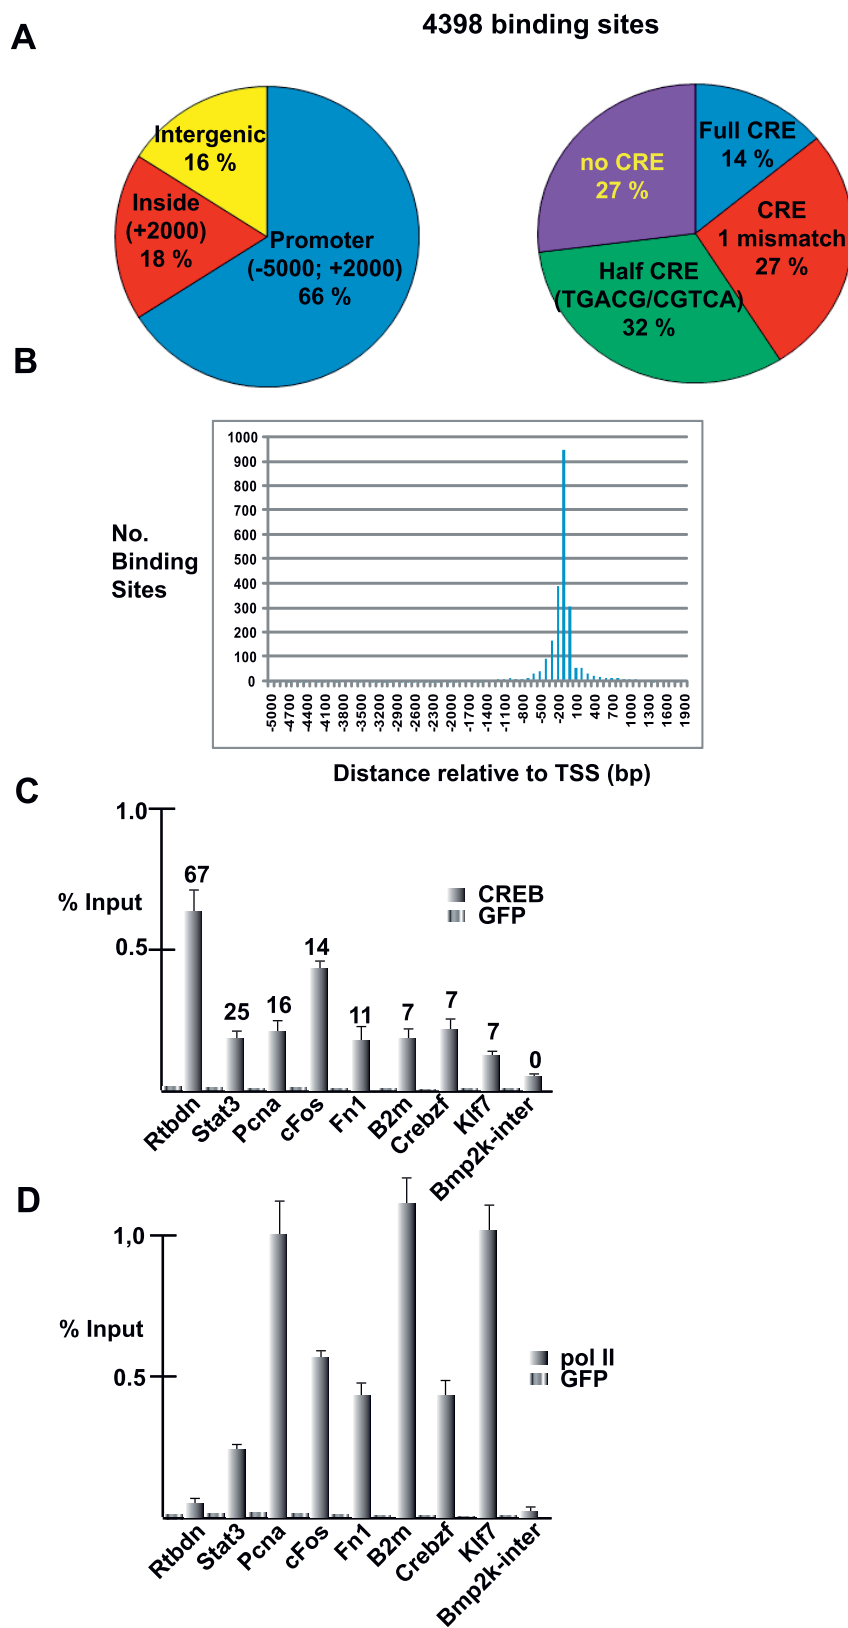 A
4398 binding sites
Intergenic
16 %
Inside
(+2000)
18 %
Promoter
(-5000; +2000)
66 %
no CRE
27 %
Full CRE
14 %
CRE
1 mismatch
27 %
Half CRE
(TGACG/CGTCA)
32 %
B
No.
Binding
Sites
1000
900
800
700
600
500
400
300
200
100
0
-5000
-4700
-4400
-4100
-3800
-3500
-3200
-2900
-2600
-2300
-2000
-1700
-1400
-1100
-800
-500
-200
100
400
700
1000
1300
1600
1900
Distance relative to TSS (bp)
C
1.0
% Input
0.5
67
25
16
14
11
7
7
7
0
CREB
GFP
Rtbdn
Stat3
Pcna
cFos
Fn1
B2m
Crebzf
Klf7
Bmp2k-inter
D
1,0
% Input
0.5
pol II
GFP
Rtbdn
Stat3
Pcna
cFos
Fn1
B2m
Crebzf
Klf7
Bmp2k-inter